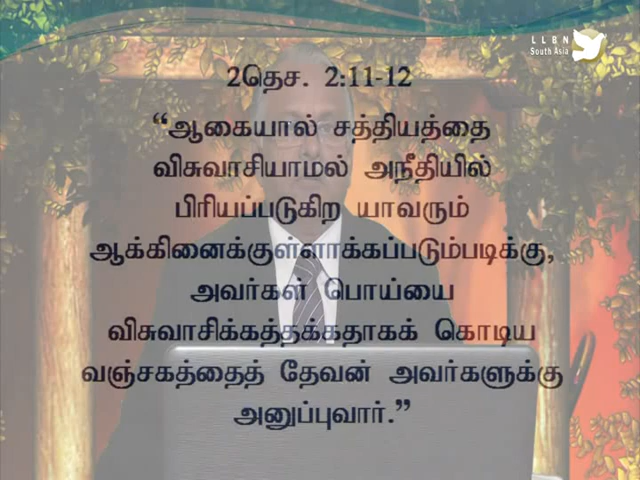 LLBN
South Asia
2தெச. 2:11-12
“ஆகையால் சத்தியத்தை
விசுவாசியாமல் அநீதியில்
பிரியப்படுகிற யாவரும்
ஆக்கினைக்குள்ளாக்கப்படும்படிக்கு,
அவர்கள் பொய்யை
விசுவாசிக்கத்தக்கதாகக் கொடிய
வஞ்சகத்தைத் தேவன் அவர்களுக்கு
அனுப்புவார்.”